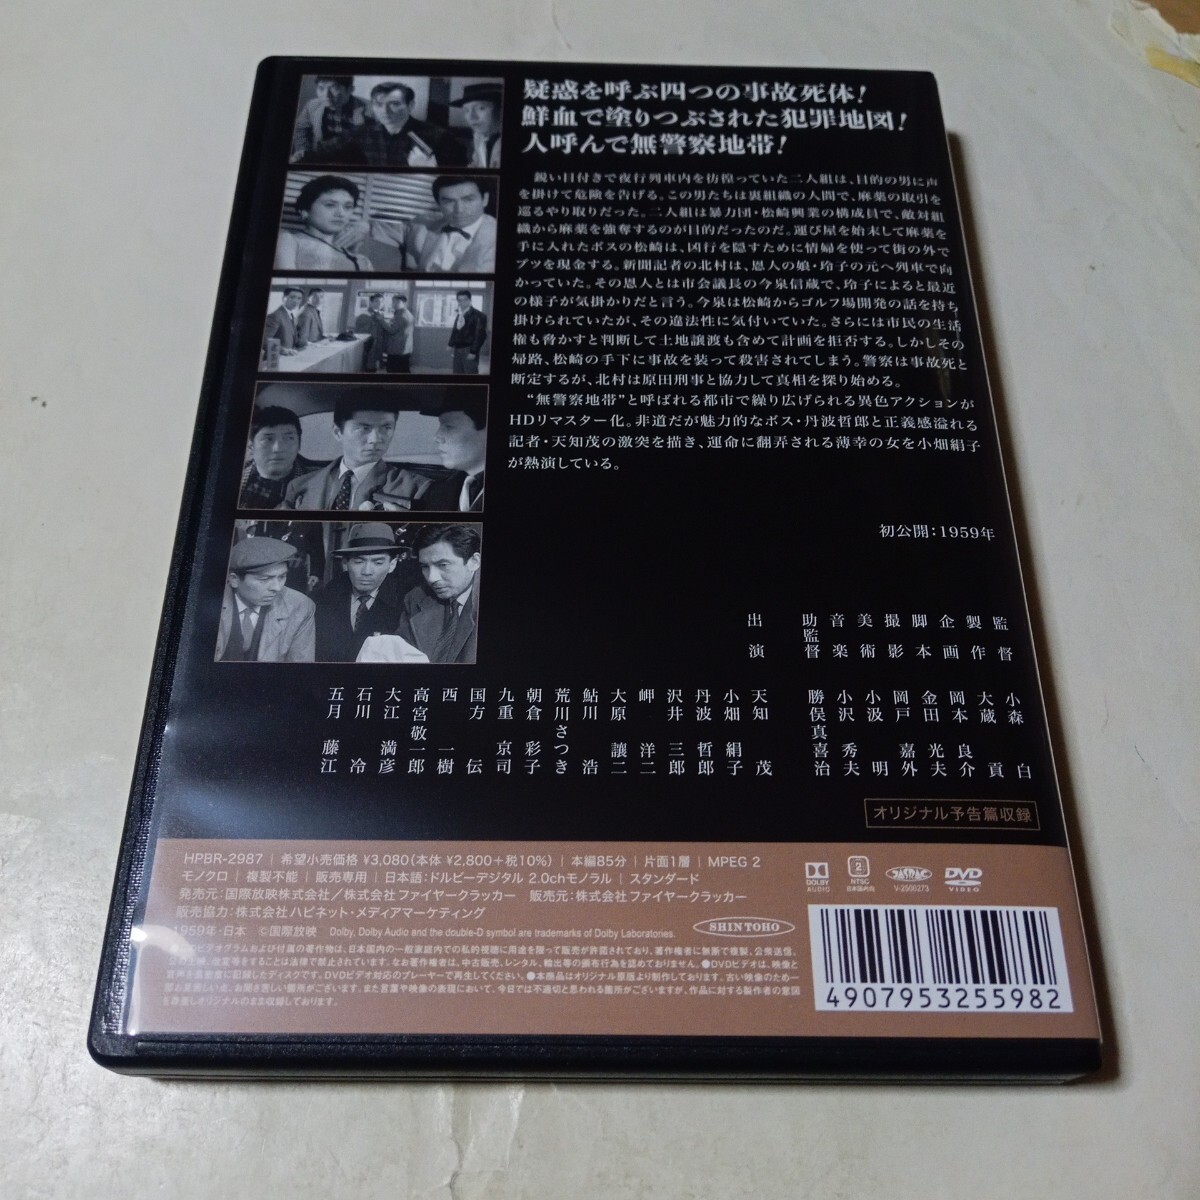 疑惑を呼ぶ四つの事故死体！
鮮血で塗りつぶされた犯罪地図！
人呼んで無警察地帯！
鋭い目付きで夜行列車内を彷徨っていた二人組は、目的の男に声
を掛けて危険を告げる。この男たちは裏組織の人間で、麻薬の取引を
巡るやり取りだった。二人組は暴力団・松崎興業の構成員で、敵対組
織から麻薬を強奪するのが目的だったのだ。運び屋を始末して麻薬を
手に入れたボスの松崎は、凶行を隠すために情婦を使って街の外で
ブツを現金する。新聞記者の北村は、恩人の娘・玲子の元へ列車で向
かっていた。その恩人とは市会議長の今泉信蔵で、玲子によると最近
の様子が気掛かりだと言う。今泉は松崎からゴルフ場開発の話を持ち
掛けられていたが、その違法性に気付いていた。さらには市民の生活
権も脅かすと判断して土地譲渡も含めて計画を拒否する。しかしその
帰路、松崎の手下に事故を装って殺害されてしまう。警察は事故死と
断定するが、北村は原田刑事と協力して真相を探り始める。
“無警察地帯”と呼ばれる都市で繰り広げられる異色アクションが
HDリマスター化。非道だが魅力的なボス・丹波哲郎と正義感溢れる
記者・天知茂の激突を描き、運命に翻弄される薄幸の女を小畑絹子
が熱演している。
初公開：1959年
監督 小森 白
製作 大蔵 貢
企画 岡本良介
脚本 金田光夫
撮影 岡戸嘉外
美術 小汲 明
音楽 小沢秀夫
助監督 勝俣真喜治
出演 天知 茂
小畑絹子
丹波哲郎
沢井三郎
岬 洋二
大原譲二
鮎川 浩
荒川さつき
朝倉彩子
九重京司
国方 伝
西 一樹
高宮敬一郎
大江満彦
石川 冷
五月藤江
オリジナル予告篇収録
HPBR-2987｜希望小売価格 ¥3,080（本体 ¥2,800＋税10%）｜本編85分｜片面1層｜MPEG 2
モノクロ｜複製不能｜販売専用｜日本語：ドルビーデジタル 2.0chモノラル｜スタンダード
発売元：国際放映株式会社／株式会社ファイヤークラッカー 販売元：株式会社ファイヤークラッカー
販売協力：株式会社ハピネット・メディアマーケティング
1959年・日本 ©国際放映 Dolby, Dolby Audio and the double-D symbol are trademarks of Dolby Laboratories.
DOLBY AUDIO
2 NTSC 日本国内向
JASRAC V-2500273
DVD VIDEO
SHINTOHO
4907953255982